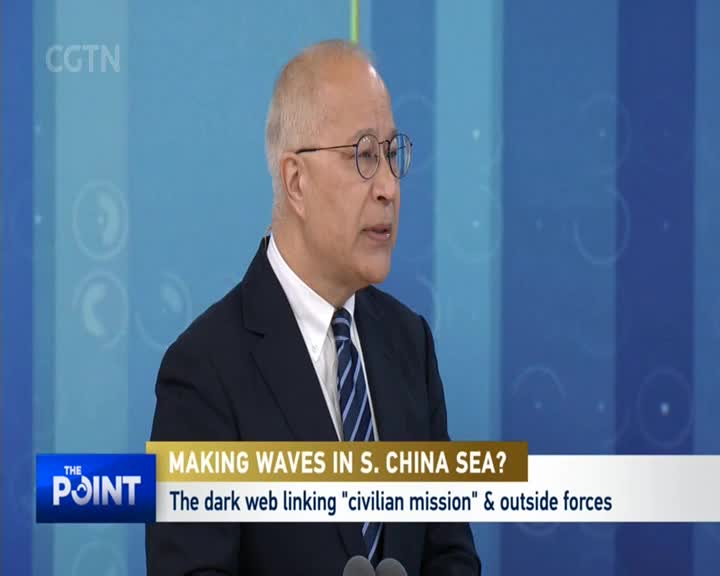 CGTN
MAKING WAVES IN S. CHINA SEA?
THE
POINT
The dark web linking "civilian mission" & outside forces